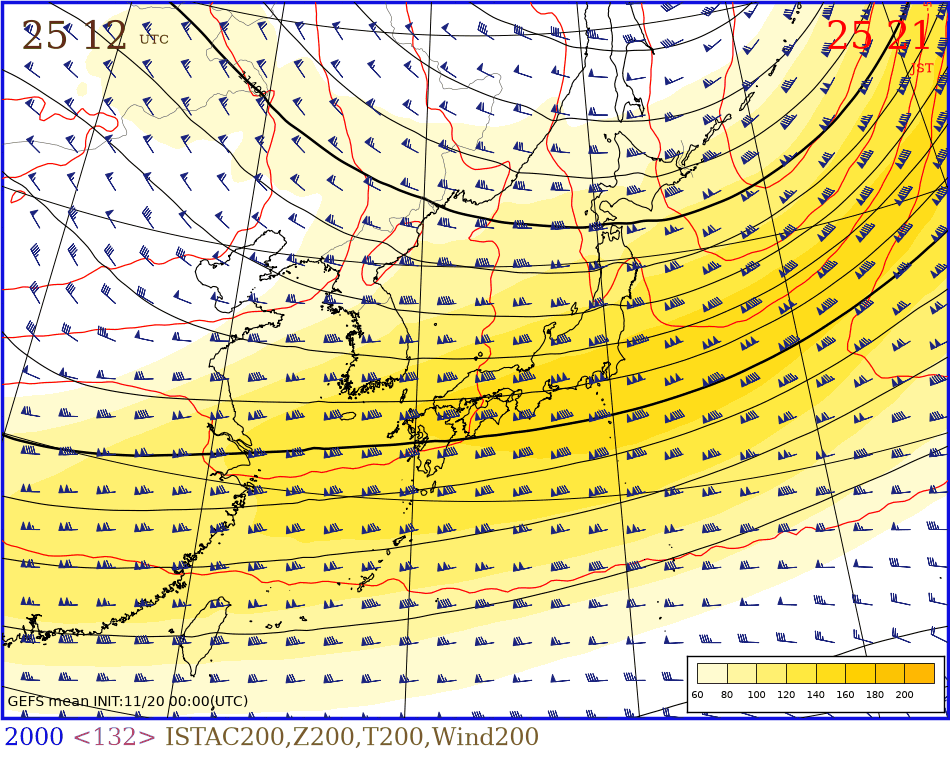 25 12 UTC
25 21
JST
GEFS mean INIT:11/20 00:00(UTC)
60 80 100 120 140 160 180 200
2000 <132> ISTAC200,Z200,T200,Wind200